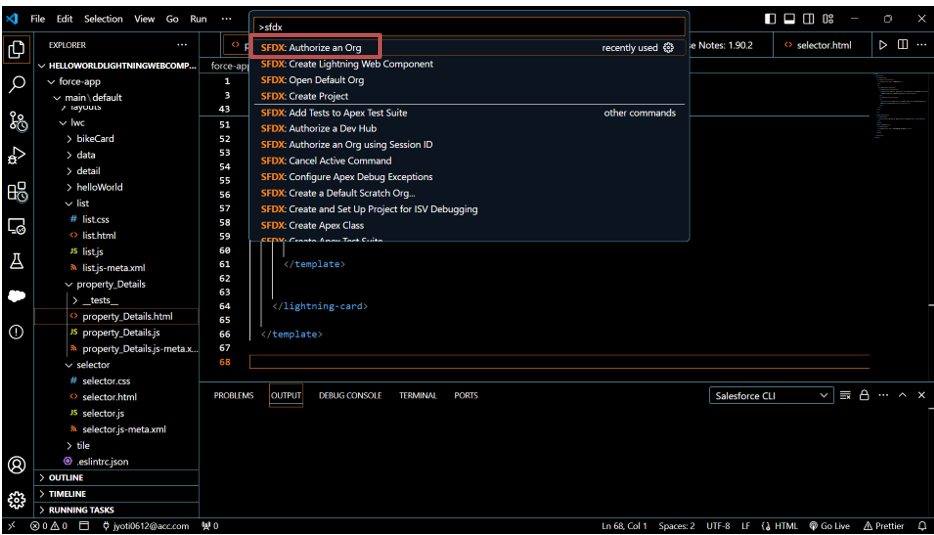 File Edit Selection View Go Run ...
>sfdx
SFDX: Authorize an Org recently used
SFDX: Create Lightning Web Component
SFDX: Open Default Org
SFDX: Create Project
SFDX: Add Tests to Apex Test Suite other commands
SFDX: Authorize a Dev Hub
SFDX: Authorize an Org using Session ID
SFDX: Cancel Active Command
SFDX: Configure Apex Debug Exceptions
SFDX: Create a Default Scratch Org...
SFDX: Create and Set Up Project for ISV Debugging
SFDX: Create Apex Class
SFDX: Create Apex Test Suite
Notes: 1.90.2 selector.html
EXPLORER ...
HELLOWORLDLIGHTNINGWEBCOMP...
force-app
main\default
layouts
lwc
bikeCard
data
detail
helloWorld
list
# list.css
<> list.html
JS list.js
list.js-meta.xml
property_Details
__tests__
<> property_Details.html
JS property_Details.js
property_Details.js-meta.x...
selector
# selector.css
<> selector.html
JS selector.js
selector.js-meta.xml
tile
.eslintrc.json
OUTLINE
TIMELINE
RUNNING TASKS
force-app
1
3
43
51
52
53
54
55
56
57
58
59
60
61 </template>
62
63
64 </lightning-card>
65
66 </template>
67
68
PROBLEMS OUTPUT DEBUG CONSOLE TERMINAL PORTS Salesforce CLI
0 0 jyoti0612@acc.com 0 Ln 68, Col 1 Spaces: 2 UTF-8 LF HTML Go Live Prettier